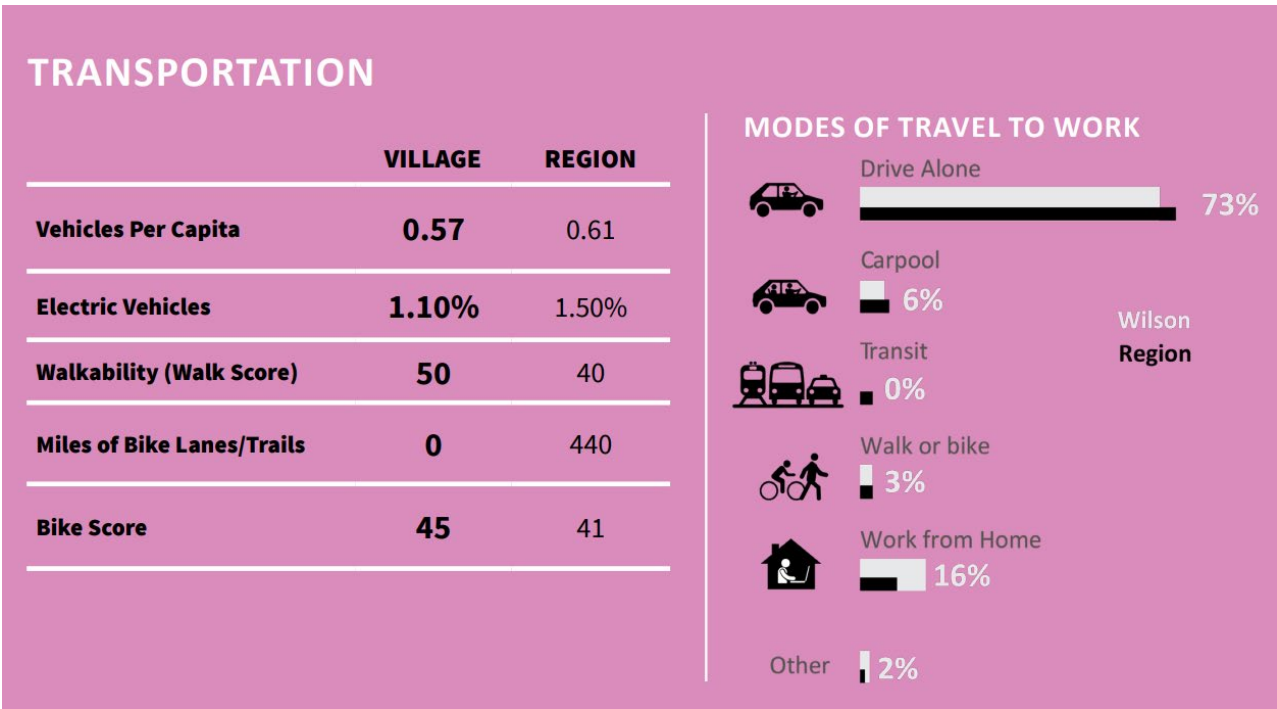 TRANSPORTATION
VILLAGE REGION
Vehicles Per Capita 0.57 0.61
Electric Vehicles 1.10% 1.50%
Walkability (Walk Score) 50 40
Miles of Bike Lanes/Trails 0 440
Bike Score 45 41
MODES OF TRAVEL TO WORK
Drive Alone
73%
Carpool
6%
Wilson
Region
Transit
0%
Walk or bike
3%
Work from Home
16%
Other 2%